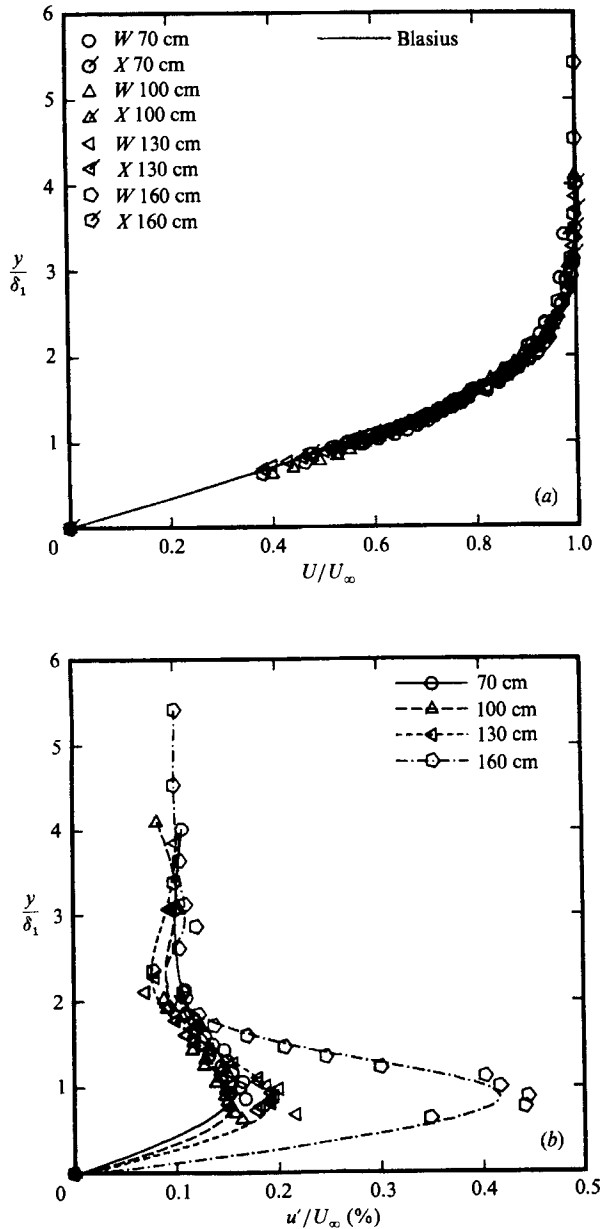 6
W 70 cm
Blasius
X 70 cm
W 100 cm
5
X 100 cm
W 130 cm
X 130 cm
W 160 cm
4
X 160 cm
y
δ₁
3
2
1
(a)
0
0.2
0.4
0.6
0.8
1.0
U/U∞
6
70 cm
100 cm
130 cm
5
160 cm
4
y
δ₁
3
2
1
(b)
0
0.1
0.2
0.3
0.4
0.5
u′/U∞ (%)